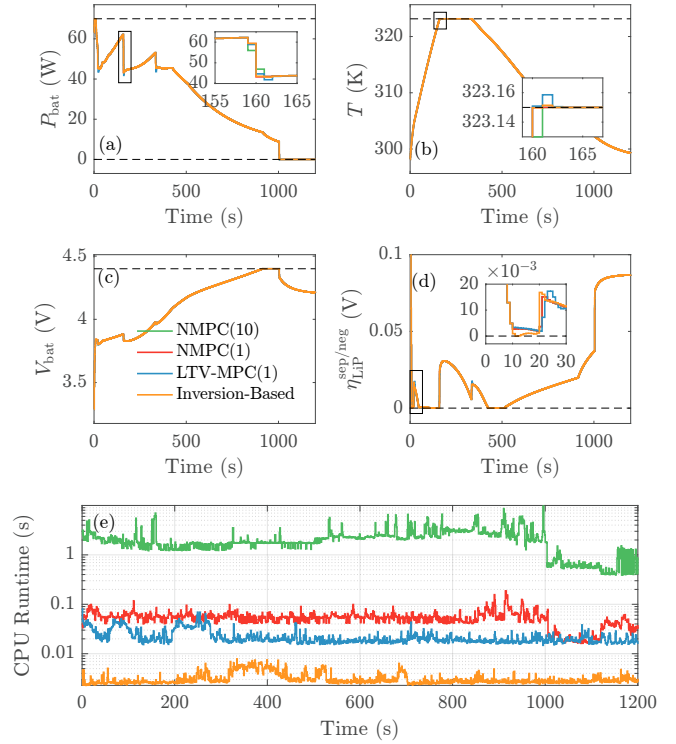 60
40
20
0
P_bat (W)
(a)
60
50
40
155
160
165
0
500
1000
Time (s)
320
300
T (K)
(b)
323.16
323.14
160
165
0
500
1000
Time (s)
4.5
4
3.5
V_bat (V)
(c)
NMPC(10)
NMPC(1)
LTV-MPC(1)
Inversion-Based
0
500
1000
Time (s)
0.1
0.05
0
η_LiP^sep/neg (V)
(d)
×10⁻³
20
10
0
0
10
20
30
0
500
1000
Time (s)
(e)
1
0.1
0.01
CPU Runtime (s)
0
200
400
600
800
1000
1200
Time (s)